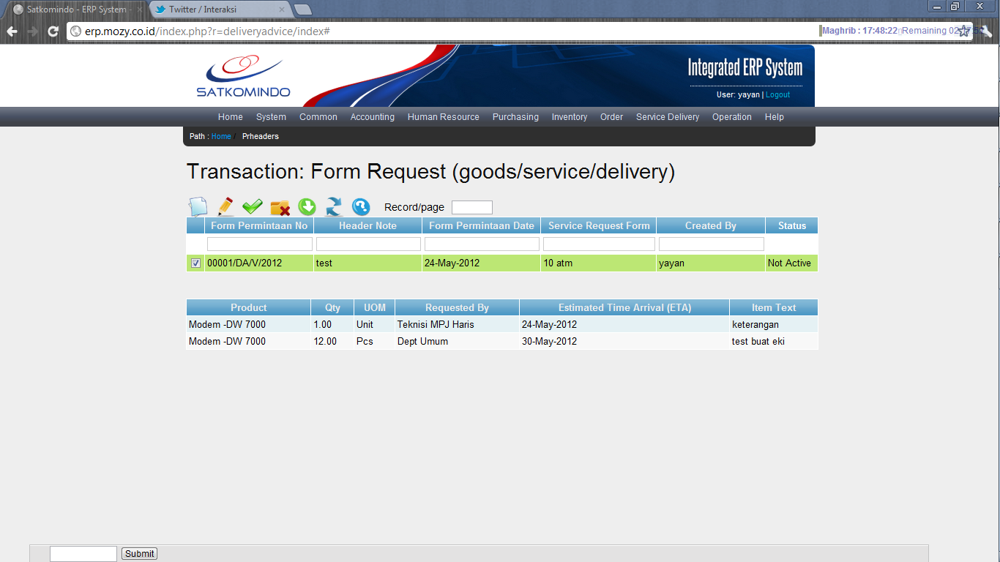 Satkomindo - ERP System -
Twitter / Interaksi
erp.mozy.co.id/index.php?r=deliveryadvice/index#
Maghrib : 17:48:22 Remaining
SATKOMINDO
Integrated ERP System
User: yayan | Logout
Home System Common Accounting Human Resource Purchasing Inventory Order Service Delivery Operation Help
Path : Home / Prheaders
Transaction: Form Request (goods/service/delivery)
Record/page
Form Permintaan No Header Note Form Permintaan Date Service Request Form Created By Status
00001/DA/V/2012 test 24-May-2012 10 atm yayan Not Active
Product Qty UOM Requested By Estimated Time Arrival (ETA) Item Text
Modem -DW 7000 1.00 Unit Teknisi MPJ Haris 24-May-2012 keterangan
Modem -DW 7000 12.00 Pcs Dept Umum 30-May-2012 test buat eki
Submit